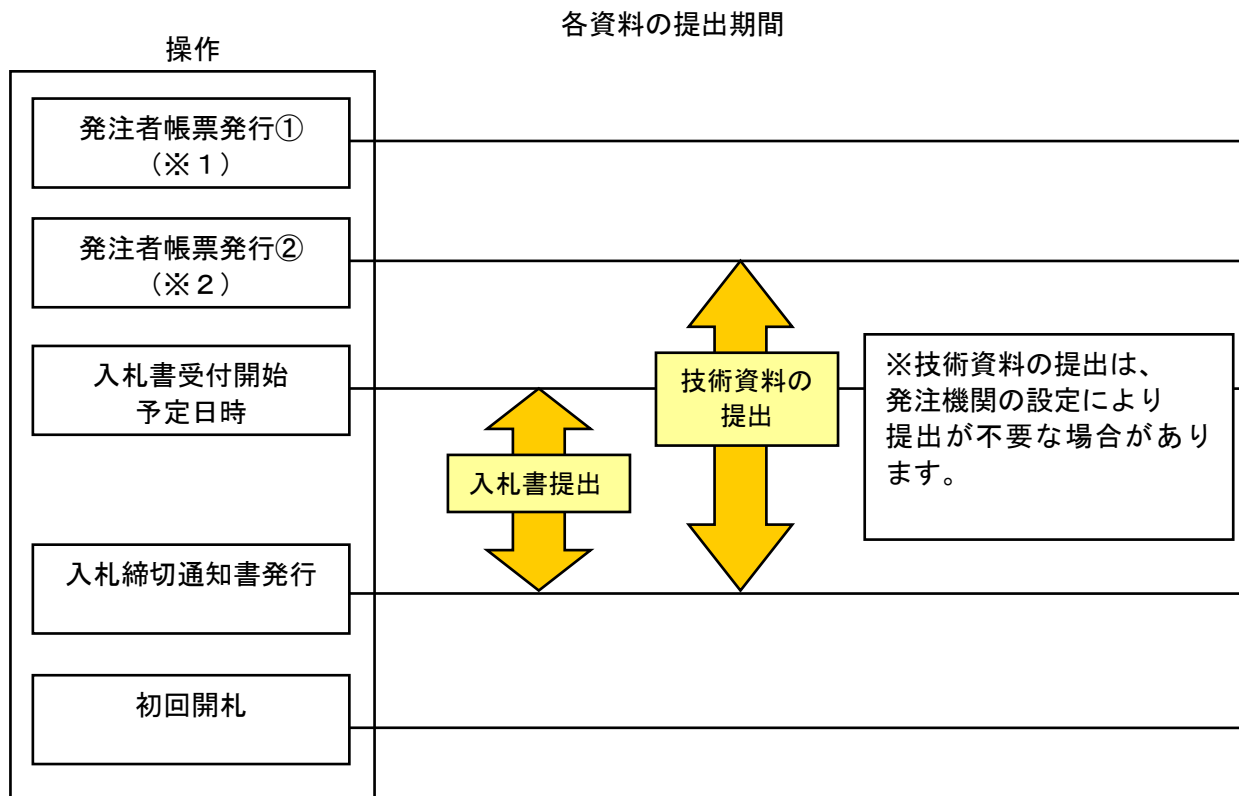 各資料の提出期間
操作
発注者帳票発行①
（※１）
発注者帳票発行②
（※２）
入札書受付開始
予定日時
入札締切通知書発行
初回開札
入札書提出
技術資料の
提出
※技術資料の提出は、
発注機関の設定により
提出が不要な場合があり
ます。